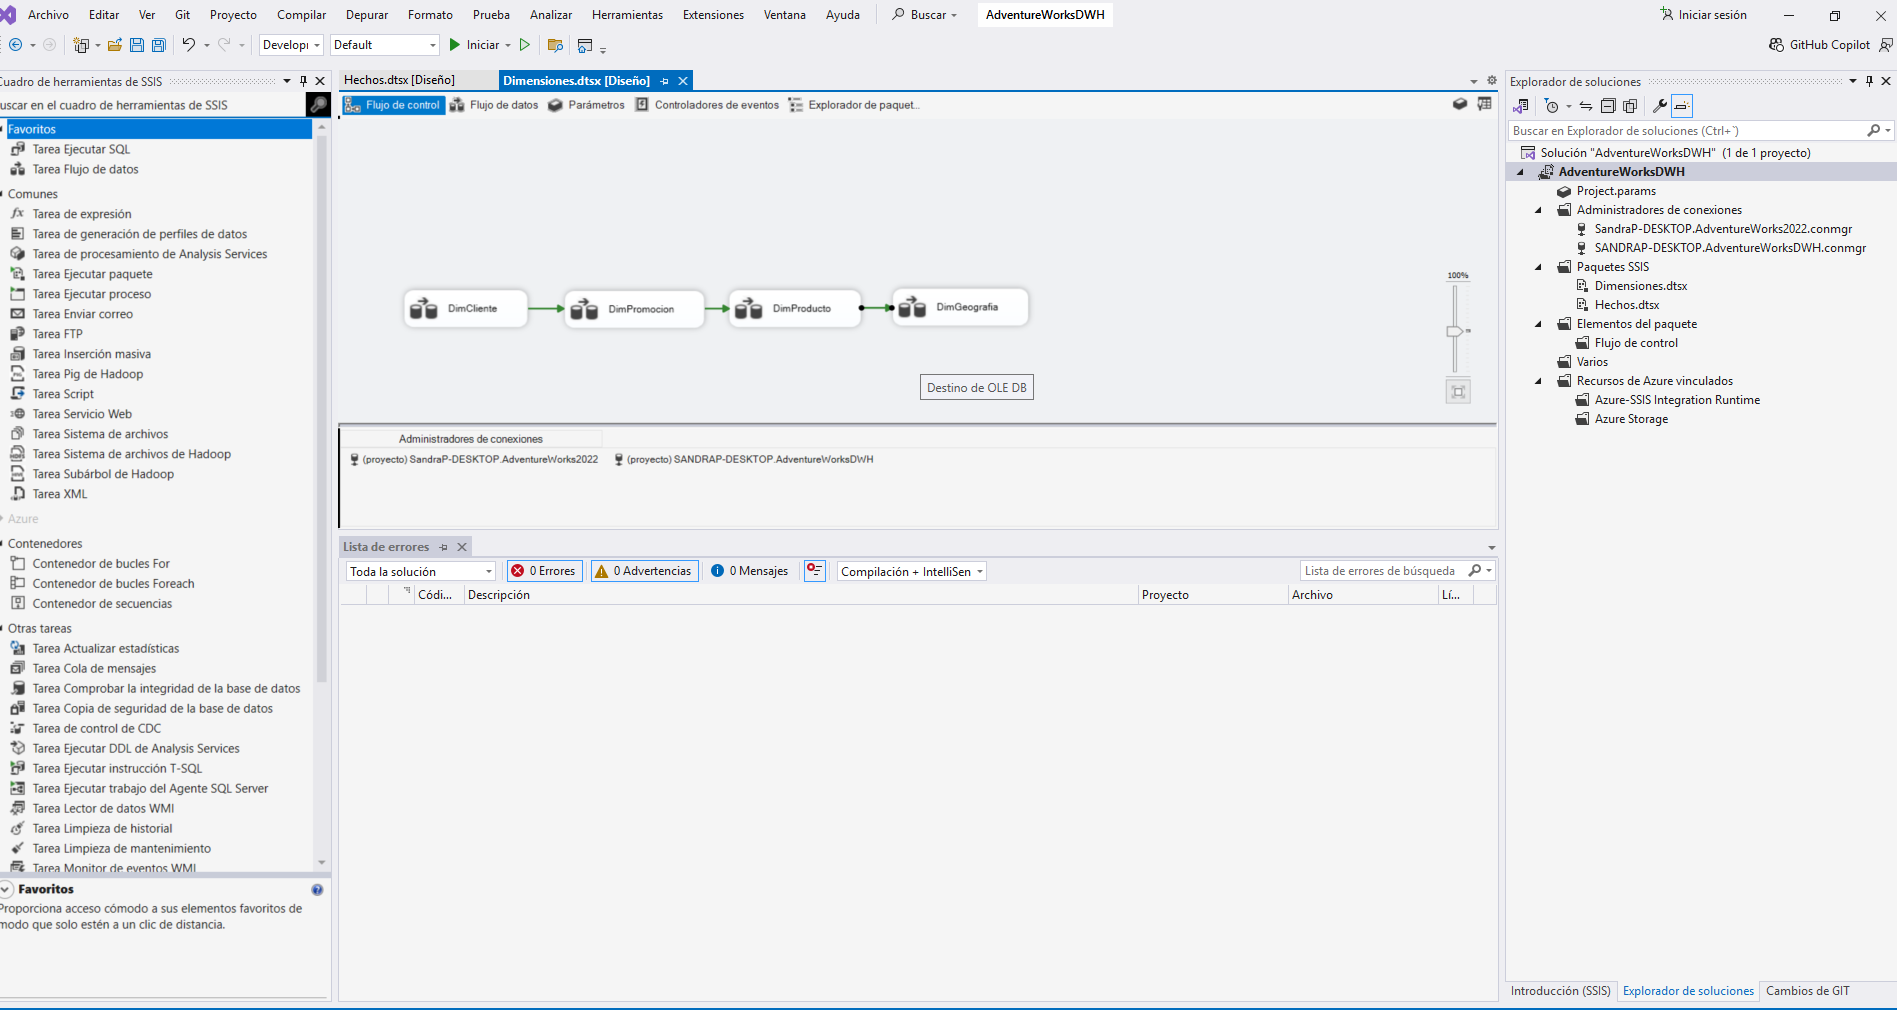 Archivo Editar Ver Git Proyecto Compilar Depurar Formato Prueba Analizar Herramientas Extensiones Ventana Ayuda Buscar AdventureWorksDWH Iniciar sesión
Develop Default Iniciar GitHub Copilot
Cuadro de herramientas de SSIS
uscar en el cuadro de herramientas de SSIS
Favoritos
Tarea Ejecutar SQL
Tarea Flujo de datos
Comunes
Tarea de expresión
Tarea de generación de perfiles de datos
Tarea de procesamiento de Analysis Services
Tarea Ejecutar paquete
Tarea Ejecutar proceso
Tarea Enviar correo
Tarea FTP
Tarea Inserción masiva
Tarea Pig de Hadoop
Tarea Script
Tarea Servicio Web
Tarea Sistema de archivos
Tarea Sistema de archivos de Hadoop
Tarea Subárbol de Hadoop
Tarea XML
Azure
Contenedores
Contenedor de bucles For
Contenedor de bucles Foreach
Contenedor de secuencias
Otras tareas
Tarea Actualizar estadísticas
Tarea Cola de mensajes
Tarea Comprobar la integridad de la base de datos
Tarea Copia de seguridad de la base de datos
Tarea de control de CDC
Tarea Ejecutar DDL de Analysis Services
Tarea Ejecutar instrucción T-SQL
Tarea Ejecutar trabajo del Agente SQL Server
Tarea Lector de datos WMI
Tarea Limpieza de historial
Tarea Limpieza de mantenimiento
Tarea Monitor de eventos WMI
Favoritos
Proporciona acceso cómodo a sus elementos favoritos de
modo que solo estén a un clic de distancia.
Hechos.dtsx [Diseño] Dimensiones.dtsx [Diseño]
Flujo de control Flujo de datos Parámetros Controladores de eventos Explorador de paquet...
100%
DimCliente DimPromocion DimProducto DimGeografia
Destino de OLE DB
Administradores de conexiones
(proyecto) SandraP-DESKTOP.AdventureWorks2022 (proyecto) SANDRAP-DESKTOP.AdventureWorksDWH
Lista de errores
Toda la solución 0 Errores 0 Advertencias 0 Mensajes Compilación + IntelliSen Lista de errores de búsqueda
Códi... Descripción Proyecto Archivo Lí...
Explorador de soluciones
Buscar en Explorador de soluciones (Ctrl+`)
Solución "AdventureWorksDWH" (1 de 1 proyecto)
AdventureWorksDWH
Project.params
Administradores de conexiones
SandraP-DESKTOP.AdventureWorks2022.conmgr
SANDRAP-DESKTOP.AdventureWorksDWH.conmgr
Paquetes SSIS
Dimensiones.dtsx
Hechos.dtsx
Elementos del paquete
Flujo de control
Varios
Recursos de Azure vinculados
Azure-SSIS Integration Runtime
Azure Storage
Introducción (SSIS) Explorador de soluciones Cambios de GIT